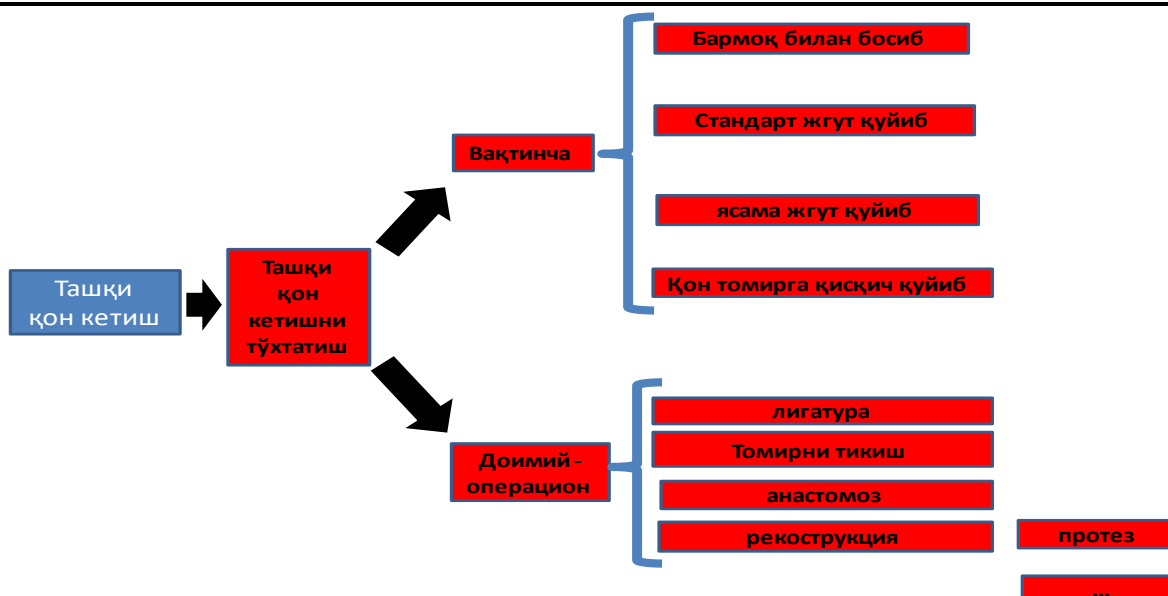 Ташқи
қон кетиш
Ташқи
қон
кетишни
тўхтатиш
Вақтинча
Бармоқ билан босиб
Стандарт жгут қуйиб
ясама жгут қуйиб
Қон томирга қисқич қуйиб
Доимий -
операцион
лигатура
Томирни тикиш
анастомоз
рекострукция
протез